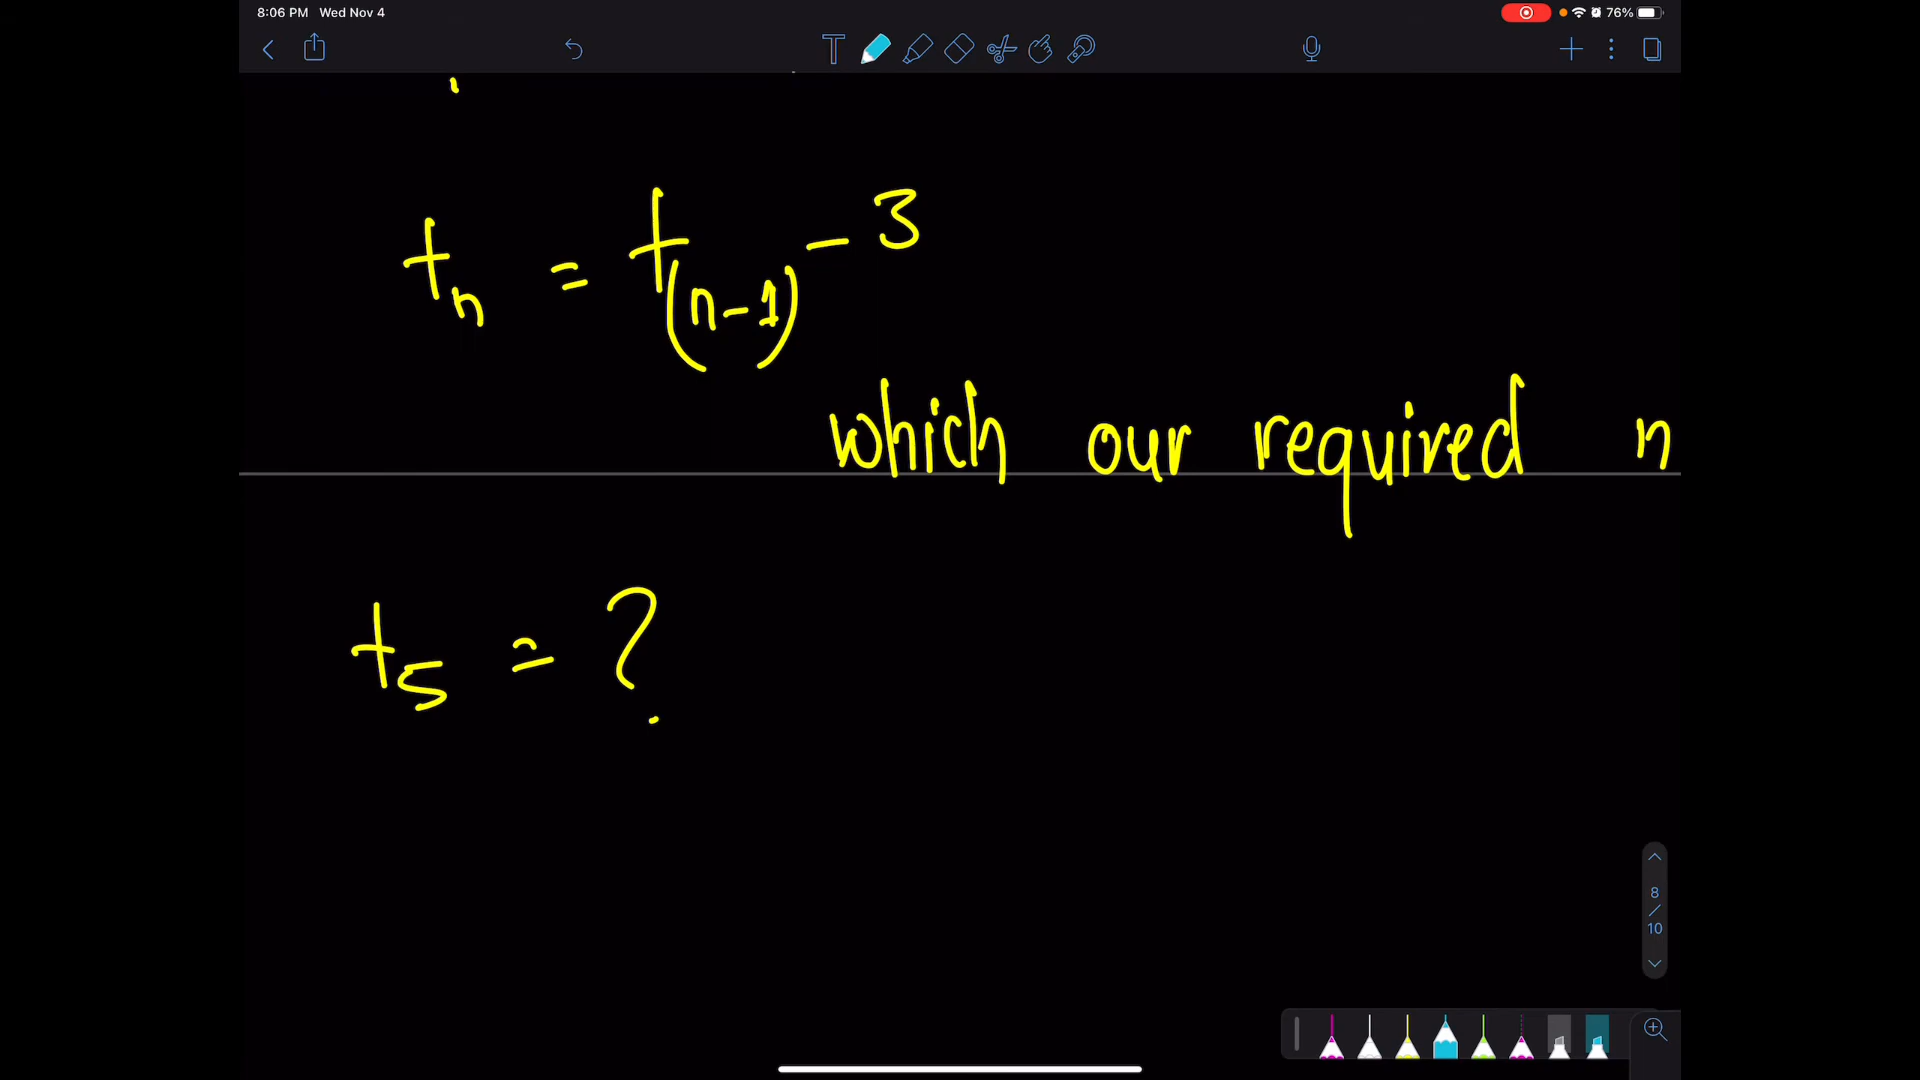 8:06 PM Wed Nov 4
76%
T
tₙ = t₍ₙ₋₁₎ - 3
which our required n
t₅ = ?
8
/
10